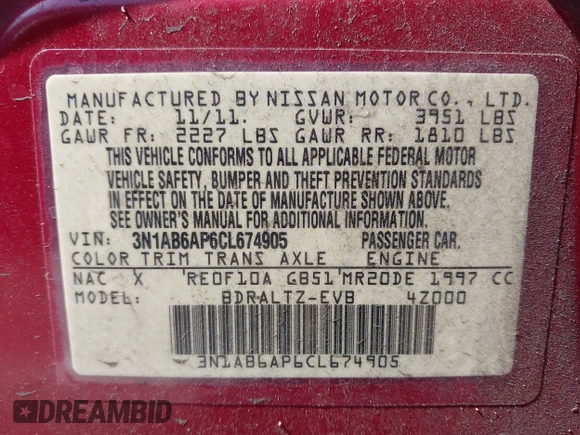 MANUFACTURED BY NISSAN MOTOR CO., LTD.
DATE: 11/11. GVWR: 3951 LBS
GAWR FR: 2227 LBS GAWR RR: 1810 LBS
THIS VEHICLE CONFORMS TO ALL APPLICABLE FEDERAL MOTOR
VEHICLE SAFETY, BUMPER AND THEFT PREVENTION STANDARDS
IN EFFECT ON THE DATE OF MANUFACTURE SHOWN ABOVE.
SEE OWNER'S MANUAL FOR ADDITIONAL INFORMATION.
VIN: 3N1AB6AP6CL674905 PASSENGER CAR.
COLOR TRIM TRANS AXLE ENGINE
NAC X 'RE0F10A GB51'MR20DE 1997 CC
MODEL: BDRALTZ-EVB 4Z000
3N1AB6AP6CL674905
DREAMBID